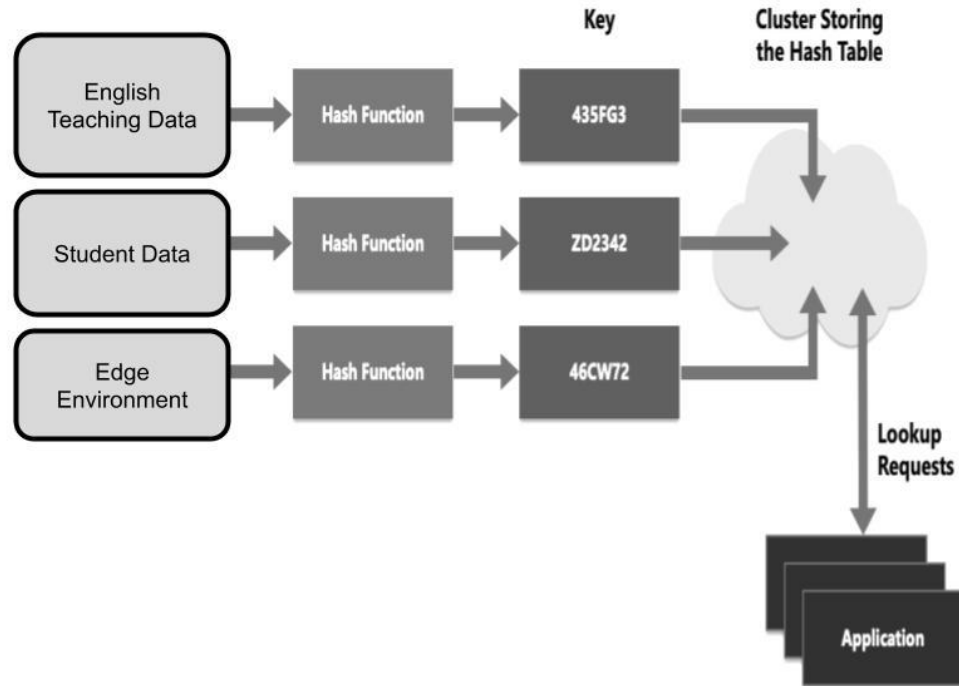 Key
Cluster Storing
the Hash Table
English
Teaching Data
Hash Function
435FG3
Student Data
Hash Function
ZD2342
Edge
Environment
Hash Function
46CW72
Lookup
Requests
Application